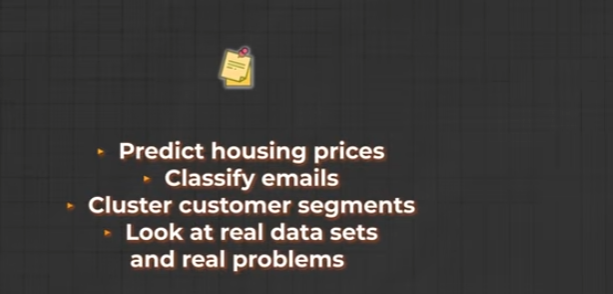 Predict housing prices
Classify emails
Cluster customer segments
Look at real data sets
and real problems